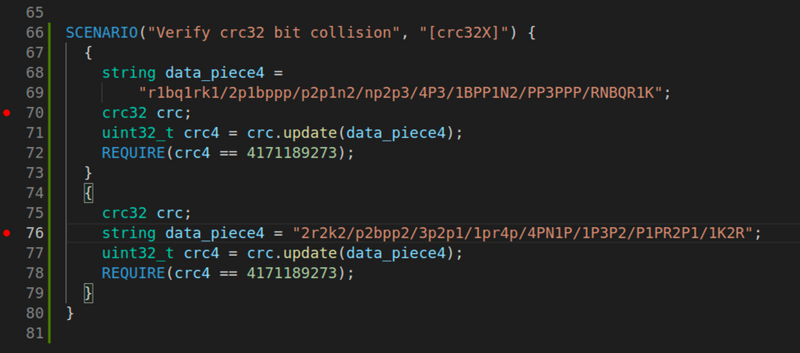 65
66 SCENARIO("Verify crc32 bit collision", "[crc32X]") {
67 {
68 string data_piece4 =
69 "r1bq1rk1/2p1bppp/p2p1n2/np2p3/4P3/1BPP1N2/PP3PPP/RNBQR1K";
70 crc32 crc;
71 uint32_t crc4 = crc.update(data_piece4);
72 REQUIRE(crc4 == 4171189273);
73 }
74 {
75 crc32 crc;
76 string data_piece4 = "2r2k2/p2bpp2/3p2p1/1pr4p/4PN1P/1P3P2/P1PR2P1/1K2R";
77 uint32_t crc4 = crc.update(data_piece4);
78 REQUIRE(crc4 == 4171189273);
79 }
80 }
81